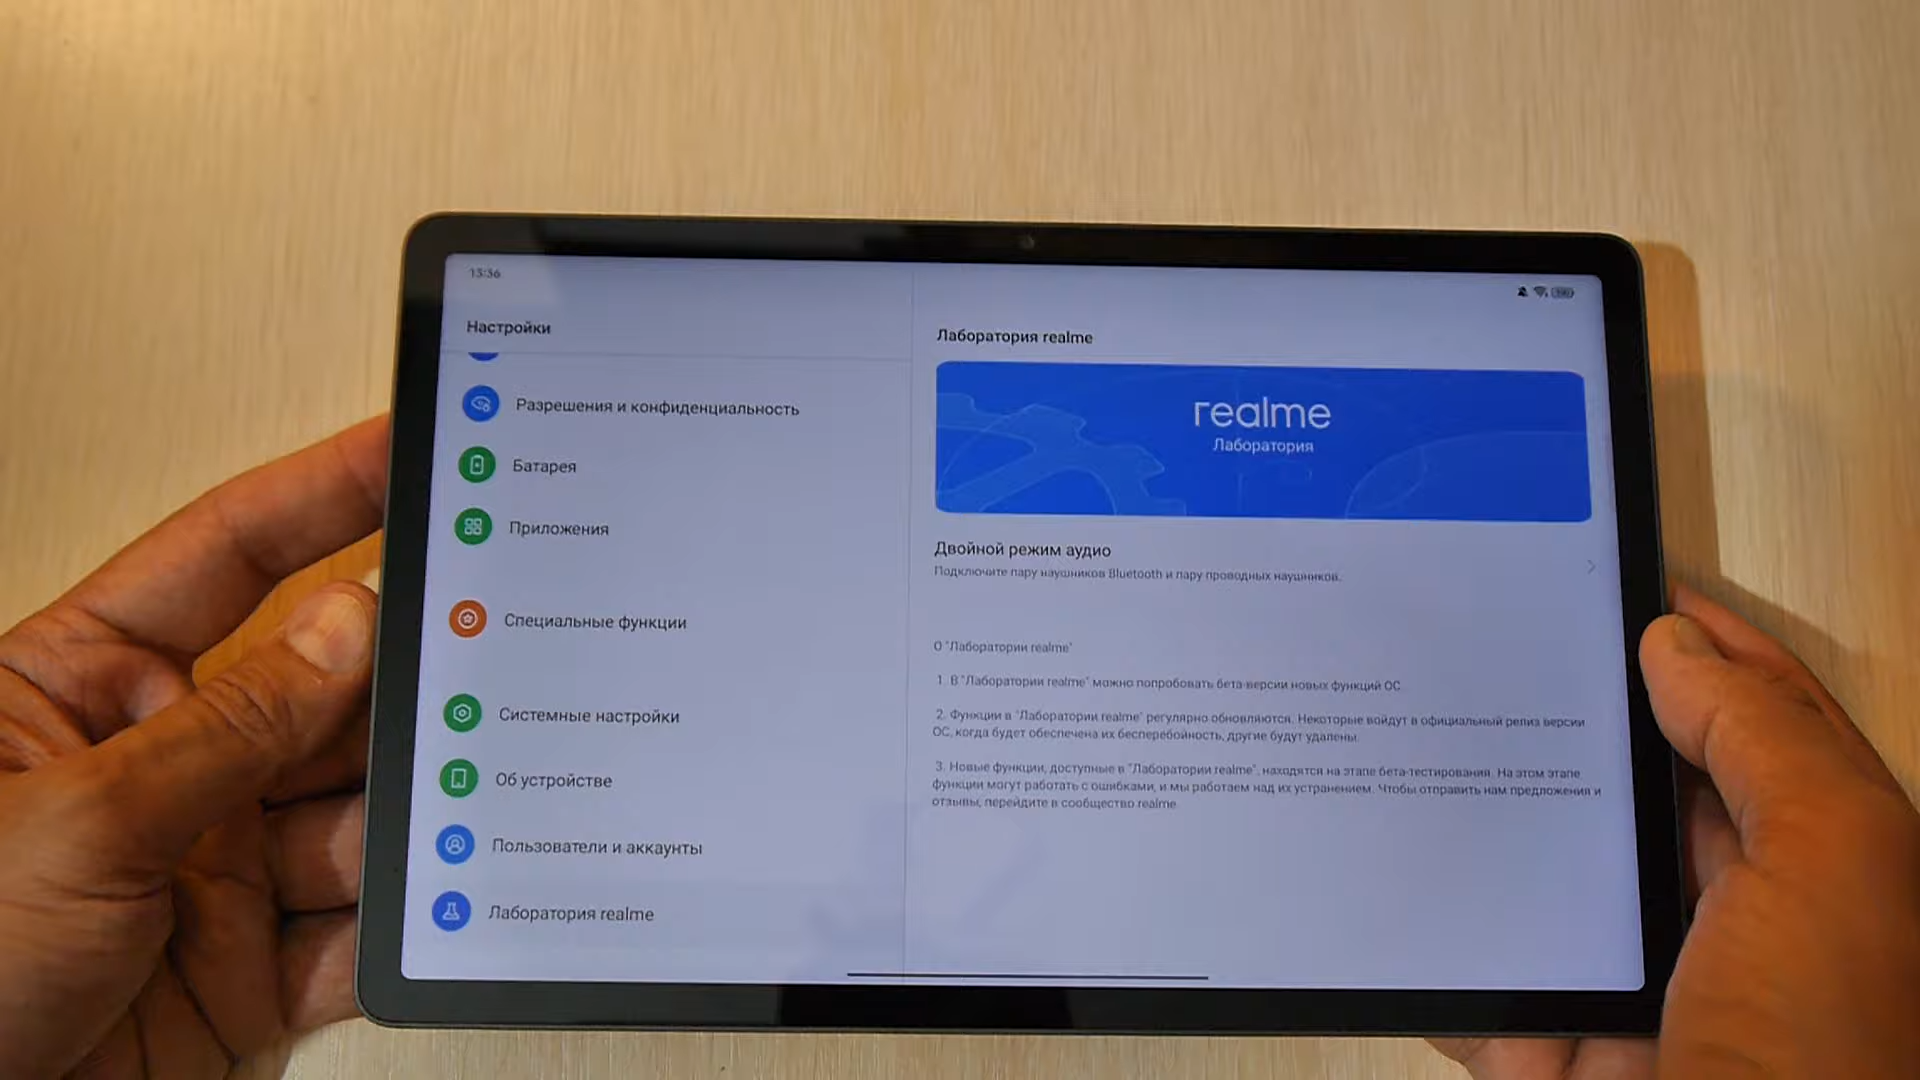 13:36
Настройки
Разрешения и конфиденциальность
Батарея
Приложения
Специальные функции
Системные настройки
Об устройстве
Пользователи и аккаунты
Лаборатория realme
Лаборатория realme
realme
Лаборатория
Двойной режим аудио
Подключите пару наушников Bluetooth и пару проводных наушников.
О "Лаборатории realme"
1. В "Лаборатории realme" можно попробовать бета-версии новых функций ОС.
2. Функции в "Лаборатории realme" регулярно обновляются. Некоторые войдут в официальный релиз версии
ОС, когда будет обеспечена их бесперебойность, другие будут удалены.
3. Новые функции, доступные в "Лаборатории realme", находятся на этапе бета-тестирования. На этом этапе
функции могут работать с ошибками, и мы работаем над их устранением. Чтобы отправить нам предложения и
отзывы, перейдите в сообщество realme.